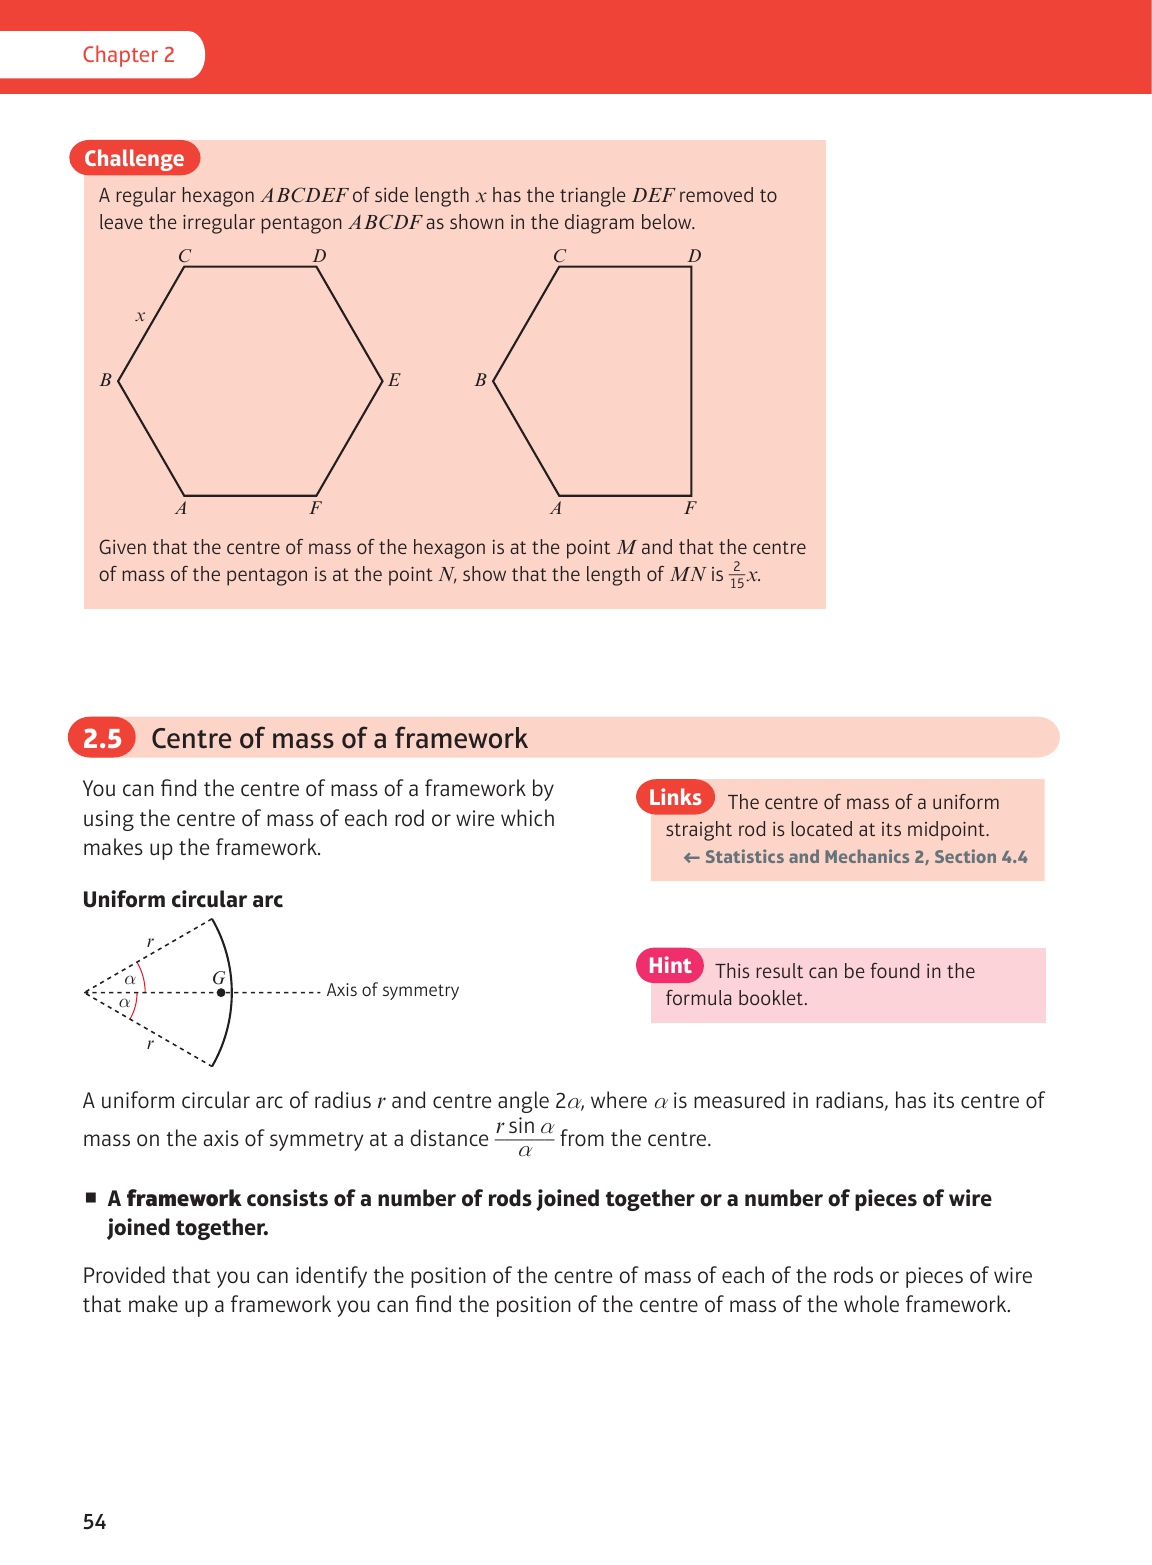 Chapter 2
Challenge
A regular hexagon ABCDEF of side length x has the triangle DEF removed to
leave the irregular pentagon ABCDF as shown in the diagram below.
C D
x
B E
A F
C D
B
A F
Given that the centre of mass of the hexagon is at the point M and that the centre
of mass of the pentagon is at the point N, show that the length of MN is 2/15 x.
2.5 Centre of mass of a framework
You can find the centre of mass of a framework by
using the centre of mass of each rod or wire which
makes up the framework.
Links The centre of mass of a uniform
straight rod is located at its midpoint.
← Statistics and Mechanics 2, Section 4.4
Uniform circular arc
r
α G
α
r
Axis of symmetry
Hint This result can be found in the
formula booklet.
A uniform circular arc of radius r and centre angle 2α, where α is measured in radians, has its centre of
mass on the axis of symmetry at a distance r sin α / α from the centre.
■ A framework consists of a number of rods joined together or a number of pieces of wire
joined together.
Provided that you can identify the position of the centre of mass of each of the rods or pieces of wire
that make up a framework you can find the position of the centre of mass of the whole framework.
54